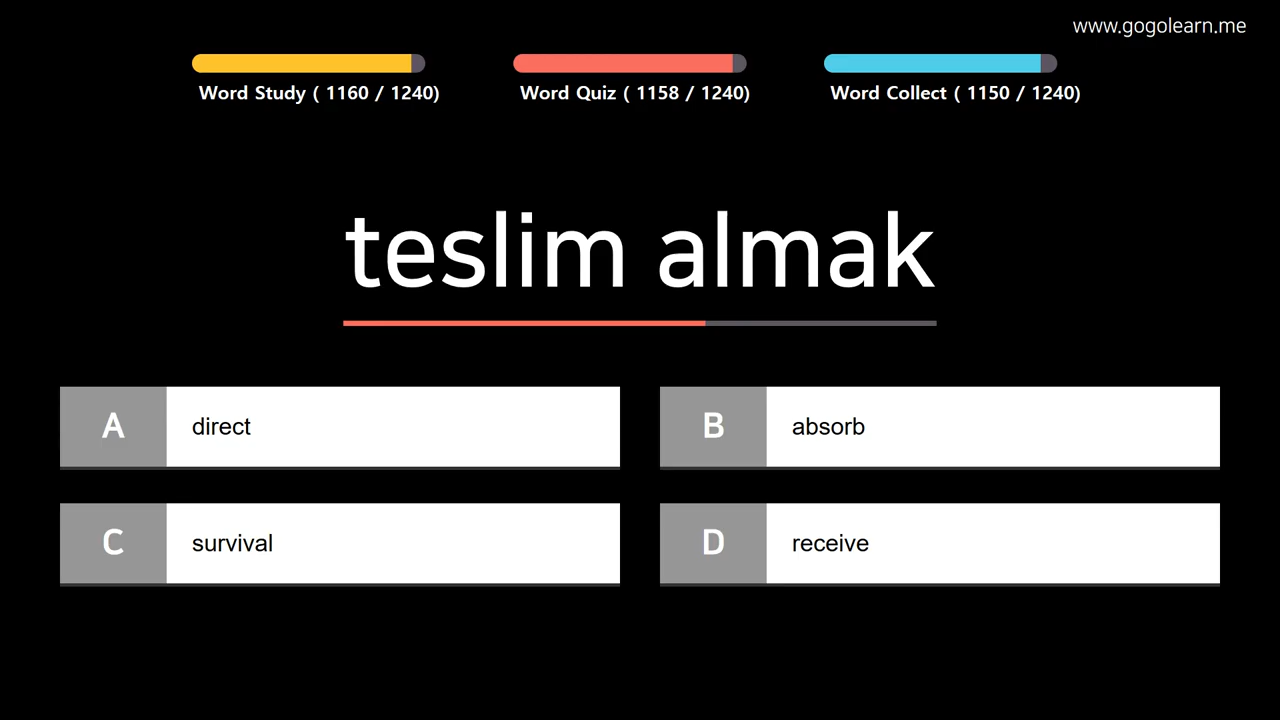 www.gogolearn.me
Word Study ( 1160 / 1240)
Word Quiz ( 1158 / 1240)
Word Collect ( 1150 / 1240)
teslim almak
A direct
B absorb
C survival
D receive